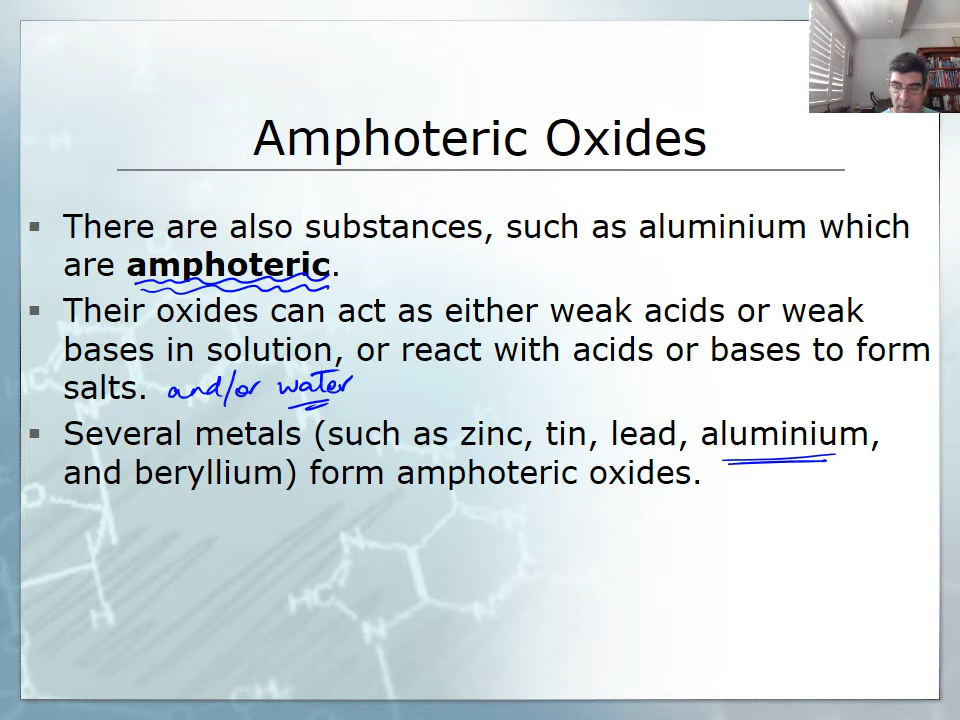 Amphoteric Oxides
There are also substances, such as aluminium which
are amphoteric.
Their oxides can act as either weak acids or weak
bases in solution, or react with acids or bases to form
salts. and/or water
Several metals (such as zinc, tin, lead, aluminium,
and beryllium) form amphoteric oxides.